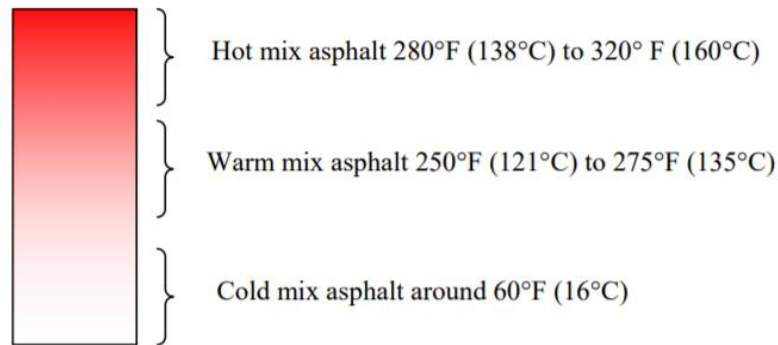 Hot mix asphalt 280°F (138°C) to 320° F (160°C)
Warm mix asphalt 250°F (121°C) to 275°F (135°C)
Cold mix asphalt around 60°F (16°C)